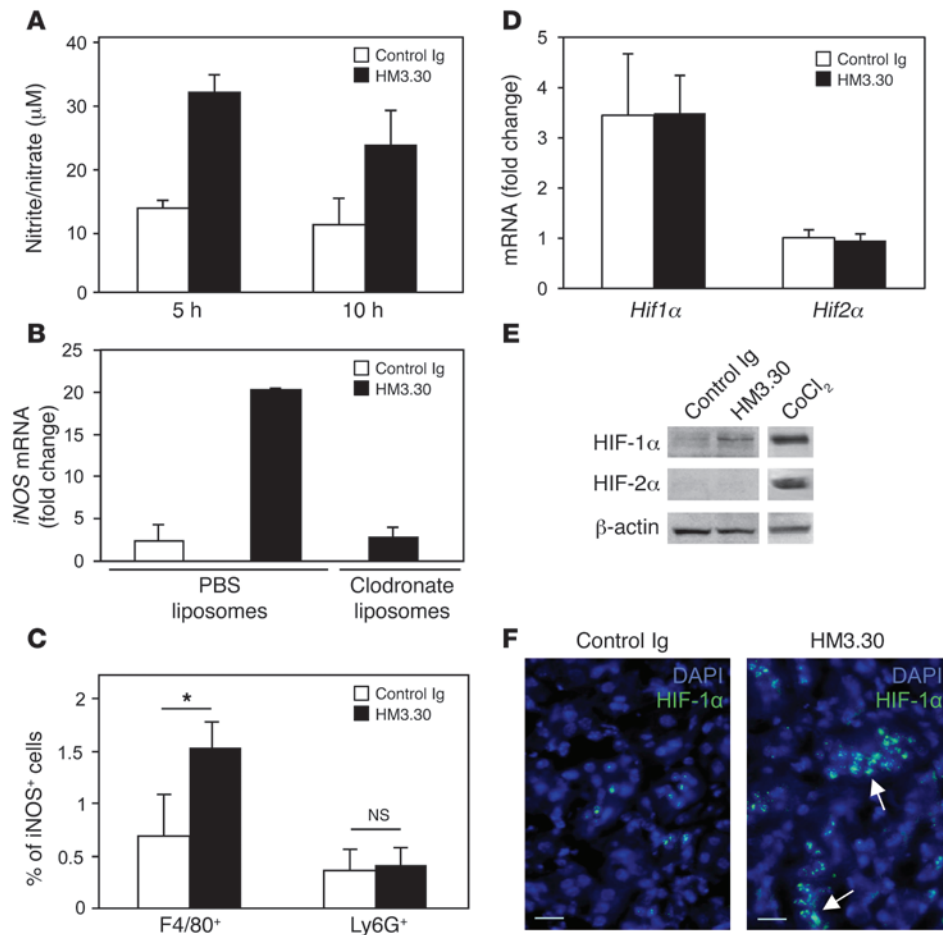 A
Nitrite/nitrate (μM)
40
30
20
10
0
Control Ig
HM3.30
5 h
10 h
B
iNOS mRNA
(fold change)
25
20
15
10
5
0
Control Ig
HM3.30
PBS
liposomes
Clodronate
liposomes
C
% of iNOS⁺ cells
2
1.5
1
0.5
0
Control Ig
HM3.30
*
NS
F4/80⁺
Ly6G⁺
D
mRNA (fold change)
5
4
3
2
1
0
Control Ig
HM3.30
Hif1α
Hif2α
E
Control Ig
HM3.30
CoCl₂
HIF-1α
HIF-2α
β-actin
F
Control Ig
HM3.30
DAPI
HIF-1α
DAPI
HIF-1α